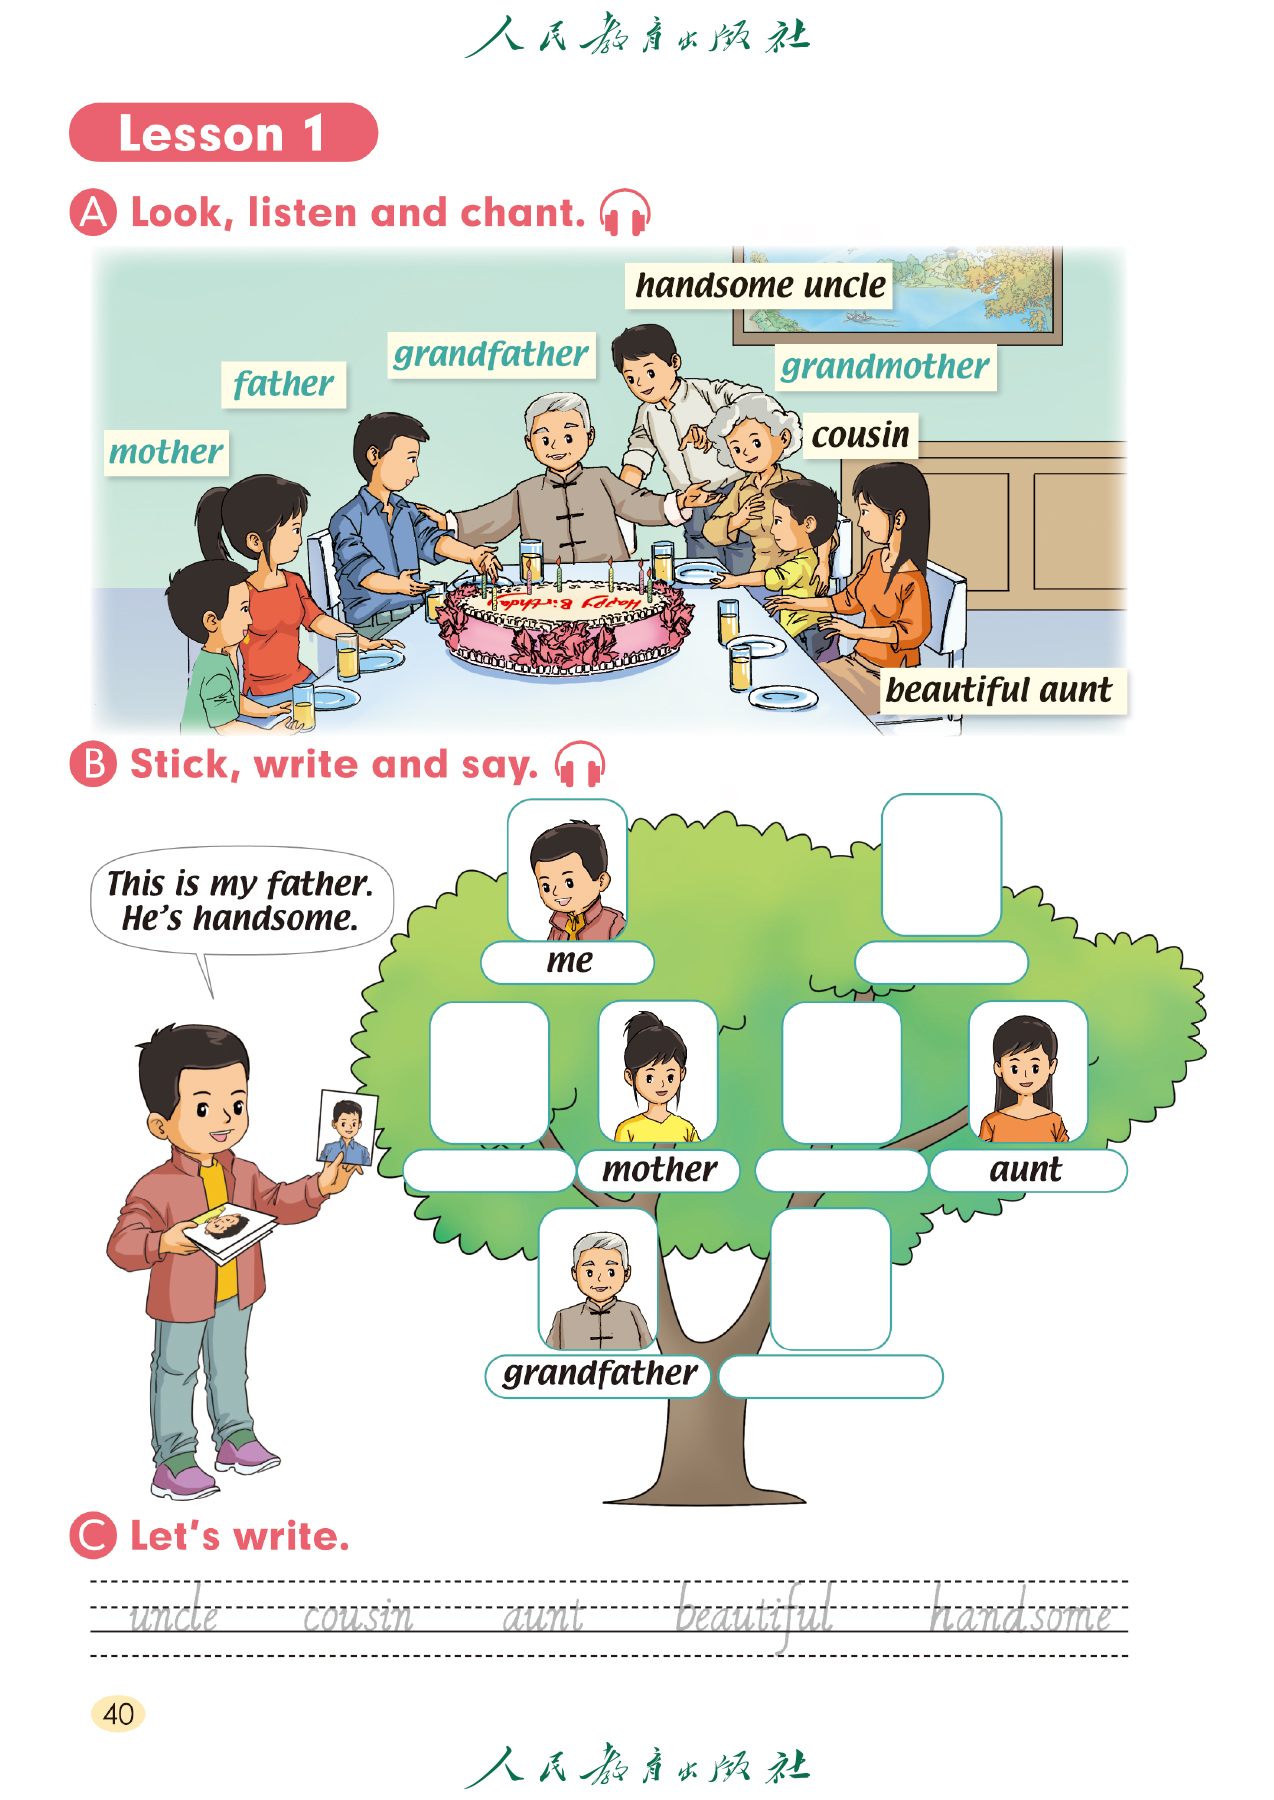 人民教育出版社
Lesson 1
A Look, listen and chant.
handsome uncle
grandfather
grandmother
father
cousin
mother
Happy Birthda
beautiful aunt
B Stick, write and say.
This is my father.
He's handsome.
me
mother
aunt
grandfather
C Let's write.
uncle cousin aunt beautiful handsome
40
人民教育出版社